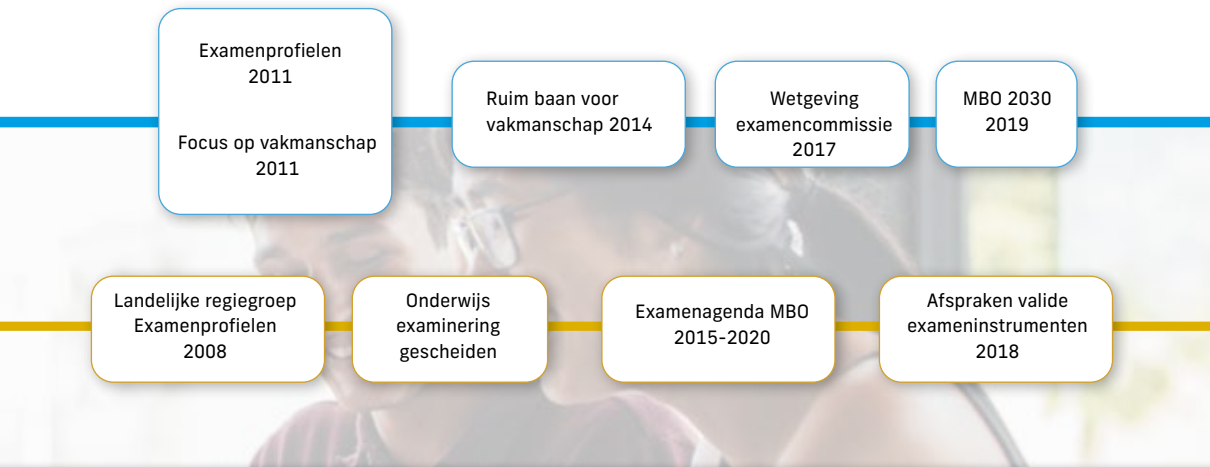 Examenprofielen
2011
Focus op vakmanschap
2011
Ruim baan voor
vakmanschap 2014
Wetgeving
examencommissie
2017
MBO 2030
2019
Landelijke regiegroep
Examenprofielen
2008
Onderwijs
examinering
gescheiden
Examenagenda MBO
2015-2020
Afspraken valide
exameninstrumenten
2018